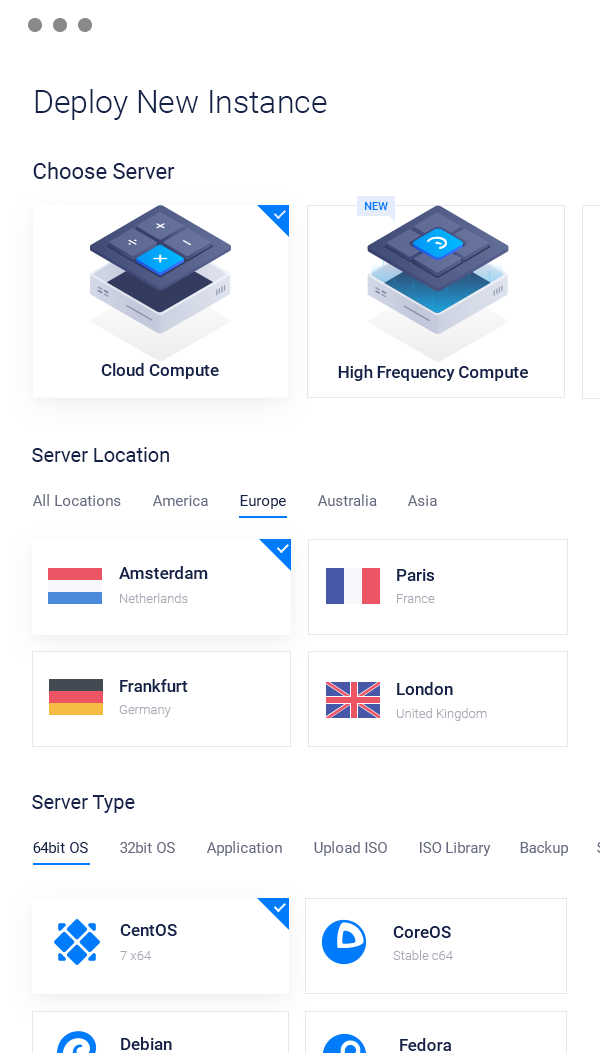 Deploy New Instance
Choose Server
NEW
Cloud Compute
High Frequency Compute
Server Location
All Locations America Europe Australia Asia
Amsterdam
Netherlands
Paris
France
Frankfurt
Germany
London
United Kingdom
Server Type
64bit OS 32bit OS Application Upload ISO ISO Library Backup
CentOS
7 x64
CoreOS
Stable c64
Debian
Fedora